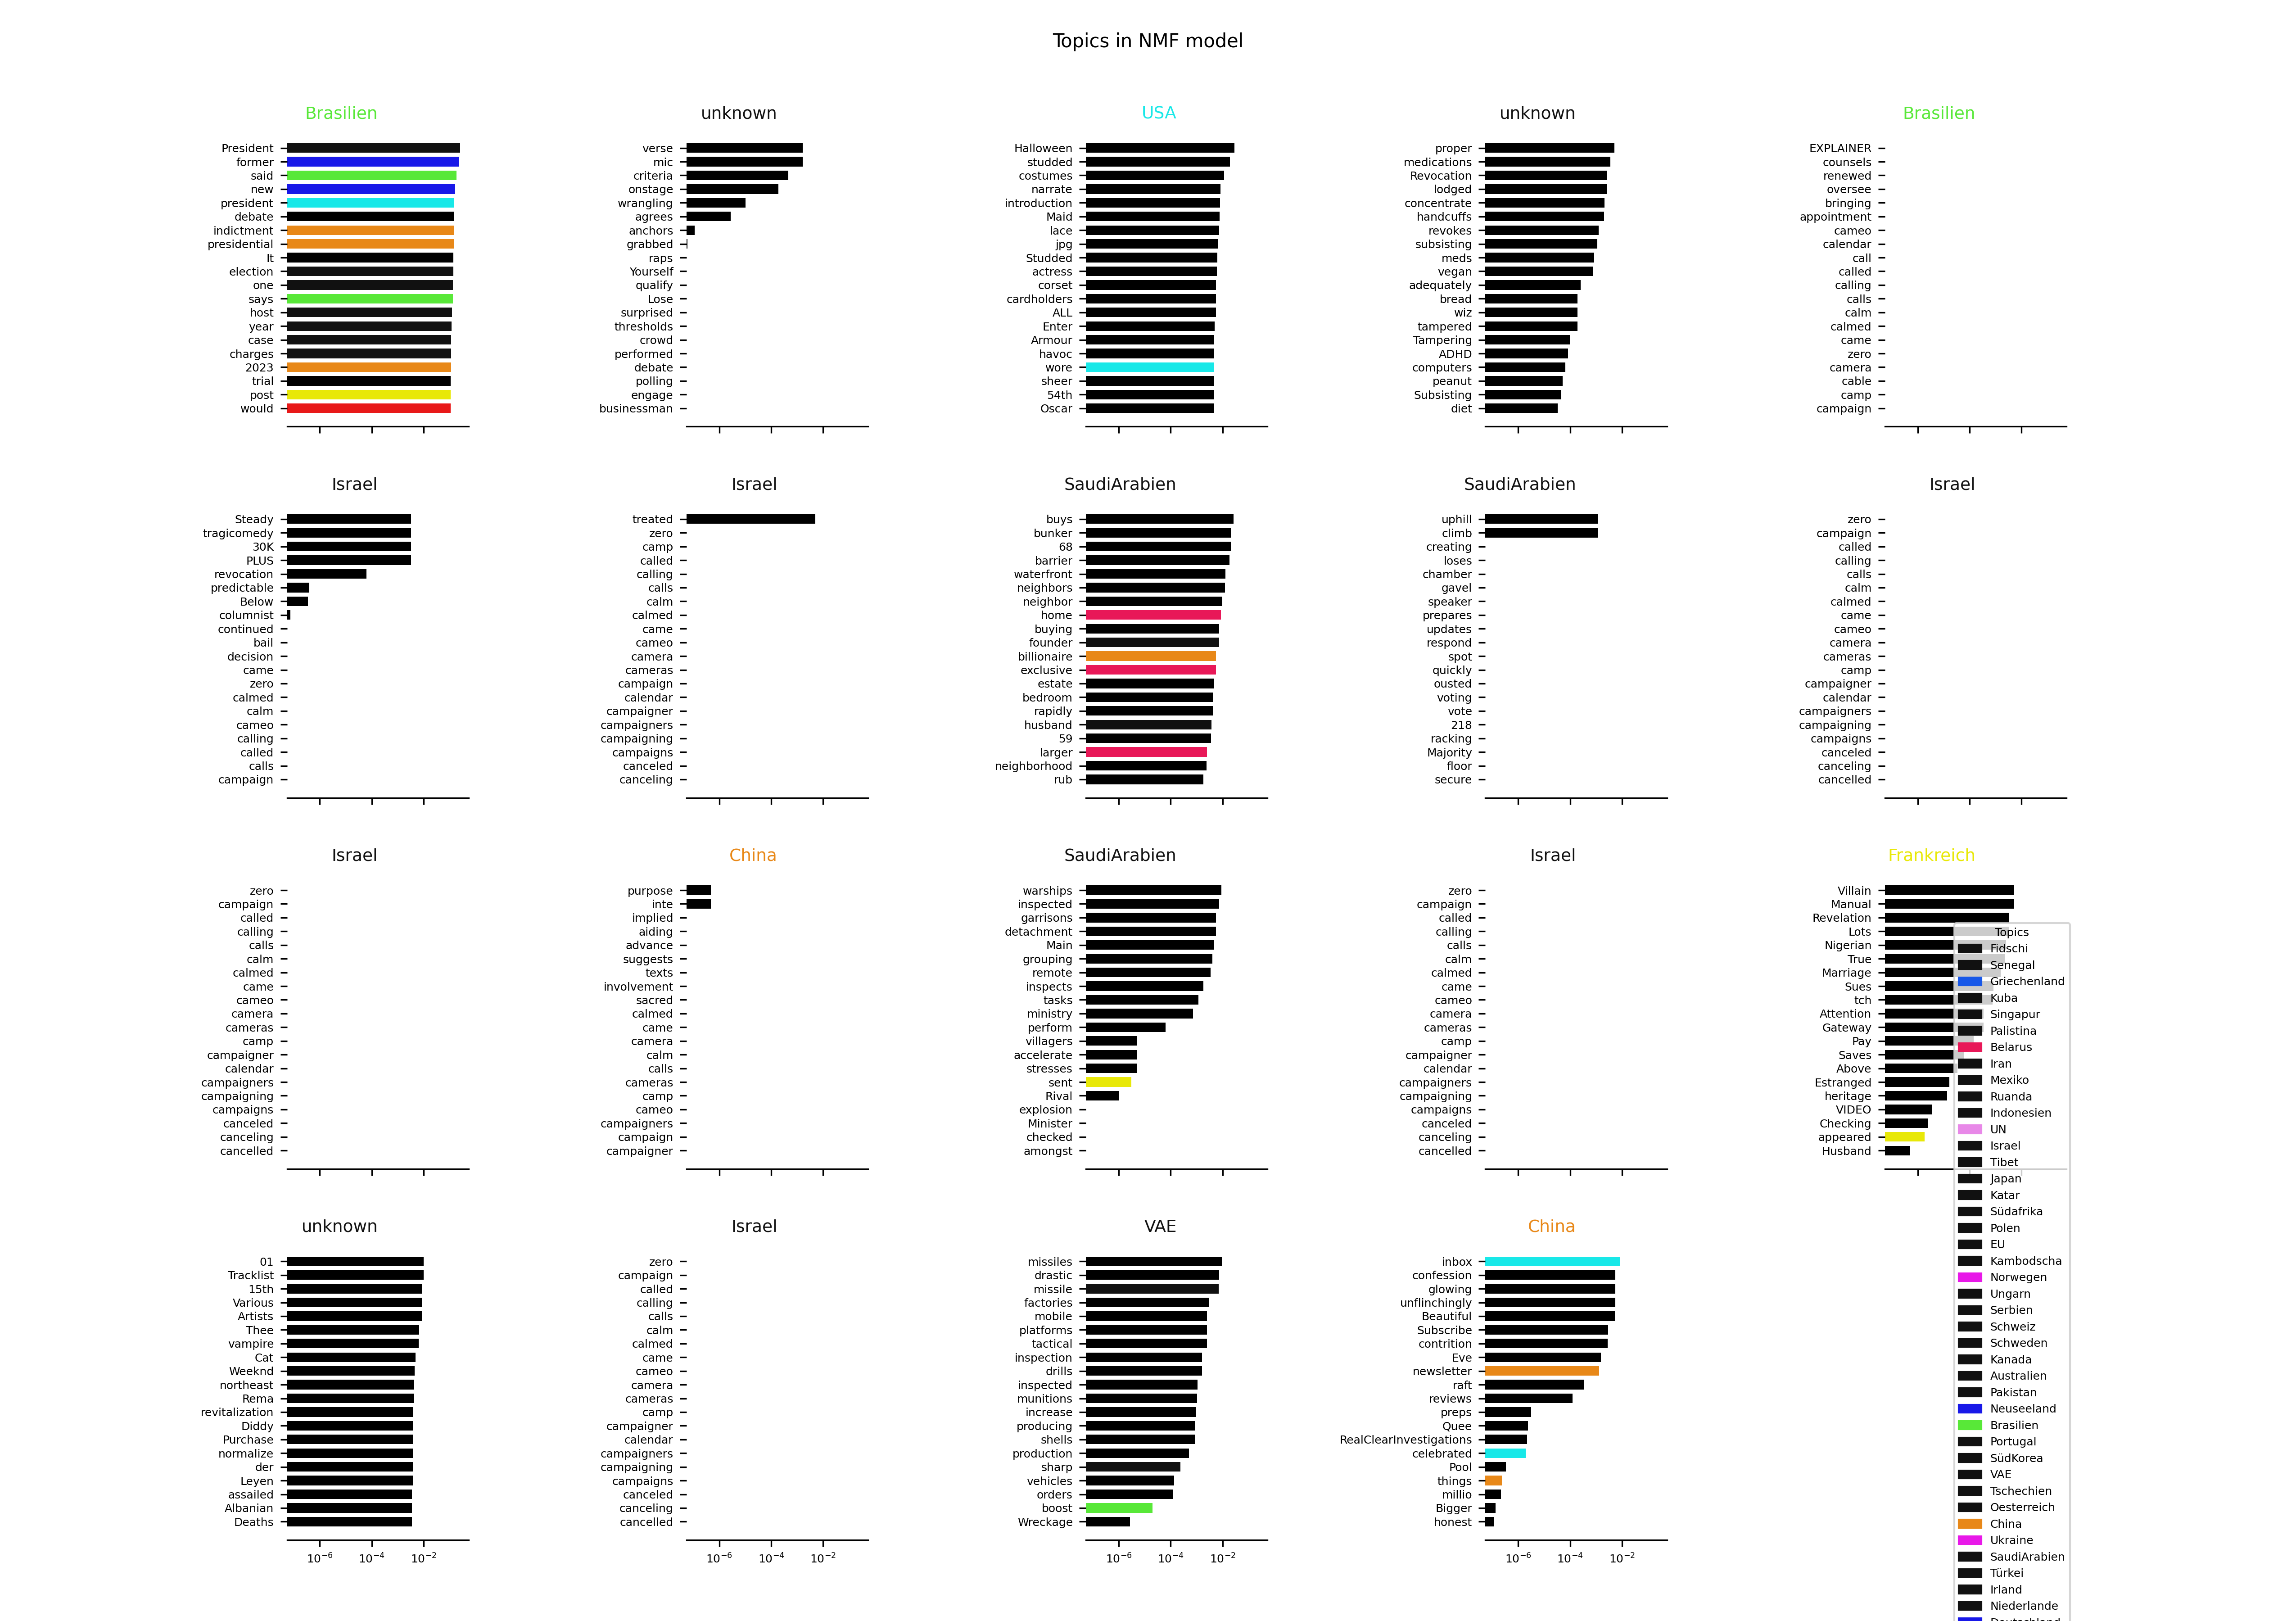 Topics in NMF model
Brasilien
President
former
said
new
president
debate
indictment
presidential
It
election
one
says
host
year
case
charges
2023
trial
post
would
unknown
verse
mic
criteria
onstage
wrangling
agrees
anchors
grabbed
raps
Yourself
qualify
Lose
surprised
thresholds
crowd
performed
debate
polling
engage
businessman
USA
Halloween
studded
costumes
narrate
introduction
Maid
lace
jpg
Studded
actress
corset
cardholders
ALL
Enter
Armour
havoc
wore
sheer
54th
Oscar
unknown
proper
medications
Revocation
lodged
concentrate
handcuffs
revokes
subsisting
meds
vegan
adequately
bread
wiz
tampered
Tampering
ADHD
computers
peanut
Subsisting
diet
Brasilien
EXPLAINER
counsels
renewed
oversee
bringing
appointment
cameo
calendar
call
called
calling
calls
calm
calmed
came
zero
camera
cable
camp
campaign
Israel
Steady
tragicomedy
30K
PLUS
revocation
predictable
Below
columnist
continued
bail
decision
came
zero
calmed
calm
cameo
calling
called
calls
campaign
Israel
treated
zero
camp
called
calling
calls
calm
calmed
came
cameo
camera
cameras
campaign
calendar
campaigner
campaigners
campaigning
campaigns
canceled
canceling
SaudiArabien
buys
bunker
68
barrier
waterfront
neighbors
neighbor
home
buying
founder
billionaire
exclusive
estate
bedroom
rapidly
husband
59
larger
neighborhood
rub
SaudiArabien
uphill
climb
creating
loses
chamber
gavel
speaker
prepares
updates
respond
spot
quickly
ousted
voting
vote
218
racking
Majority
floor
secure
Israel
zero
campaign
called
calling
calls
calm
calmed
came
cameo
camera
cameras
camp
campaigner
calendar
campaigners
campaigning
campaigns
canceled
canceling
cancelled
Israel
zero
campaign
called
calling
calls
calm
calmed
came
cameo
camera
cameras
camp
campaigner
calendar
campaigners
campaigning
campaigns
canceled
canceling
cancelled
China
purpose
inte
implied
aiding
advance
suggests
texts
involvement
sacred
calmed
came
camera
calm
calls
cameras
camp
cameo
campaigners
campaign
campaigner
SaudiArabien
warships
inspected
garrisons
detachment
Main
grouping
remote
inspects
tasks
ministry
perform
villagers
accelerate
stresses
sent
Rival
explosion
Minister
checked
amongst
Israel
zero
campaign
called
calling
calls
calm
calmed
came
cameo
camera
cameras
camp
campaigner
calendar
campaigners
campaigning
campaigns
canceled
canceling
cancelled
Frankreich
Villain
Manual
Revelation
Lots
Nigerian
True
Marriage
Sues
tch
Attention
Gateway
Pay
Saves
Above
Estranged
heritage
VIDEO
Checking
appeared
Husband
unknown
01
Tracklist
15th
Various
Artists
Thee
vampire
Cat
Weeknd
northeast
Rema
revitalization
Diddy
Purchase
normalize
der
Leyen
assailed
Albanian
Deaths
10⁻⁶ 10⁻⁴ 10⁻²
Israel
zero
campaign
called
calling
calls
calm
calmed
came
cameo
camera
cameras
camp
campaigner
calendar
campaigners
campaigning
campaigns
canceled
canceling
cancelled
10⁻⁶ 10⁻⁴ 10⁻²
VAE
missiles
drastic
missile
factories
mobile
platforms
tactical
inspection
drills
inspected
munitions
increase
producing
shells
production
sharp
vehicles
orders
boost
Wreckage
10⁻⁶ 10⁻⁴ 10⁻²
China
inbox
confession
glowing
unflinchingly
Beautiful
Subscribe
contrition
Eve
newsletter
raft
reviews
preps
Quee
RealClearInvestigations
celebrated
Pool
things
millio
Bigger
honest
10⁻⁶ 10⁻⁴ 10⁻²
Topics
Fidschi
Senegal
Griechenland
Kuba
Singapur
Palistina
Belarus
Iran
Mexiko
Ruanda
Indonesien
UN
Israel
Tibet
Japan
Katar
Südafrika
Polen
EU
Kambodscha
Norwegen
Ungarn
Serbien
Schweiz
Schweden
Kanada
Australien
Pakistan
Neuseeland
Brasilien
Portugal
SüdKorea
VAE
Tschechien
Oesterreich
China
Ukraine
SaudiArabien
Türkei
Irland
Niederlande